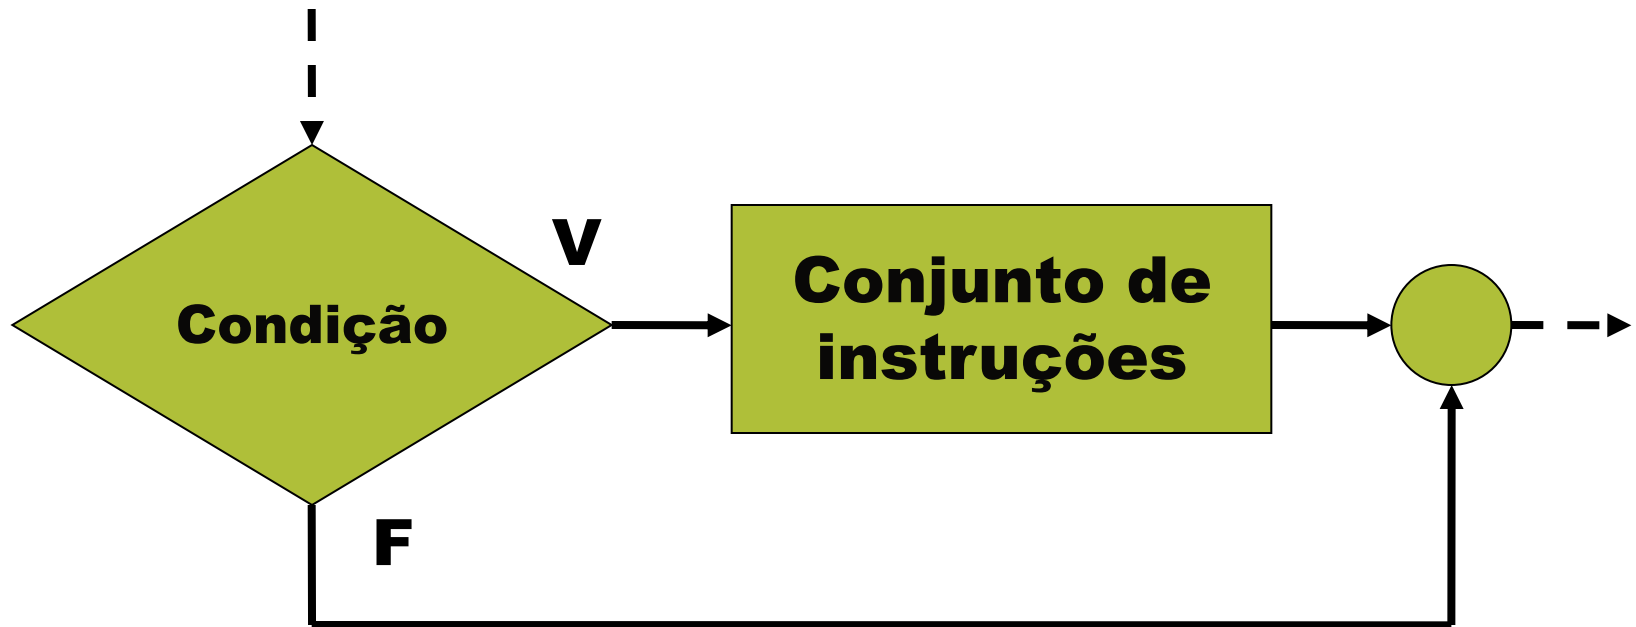 V
Condição
Conjunto de
instruções
F